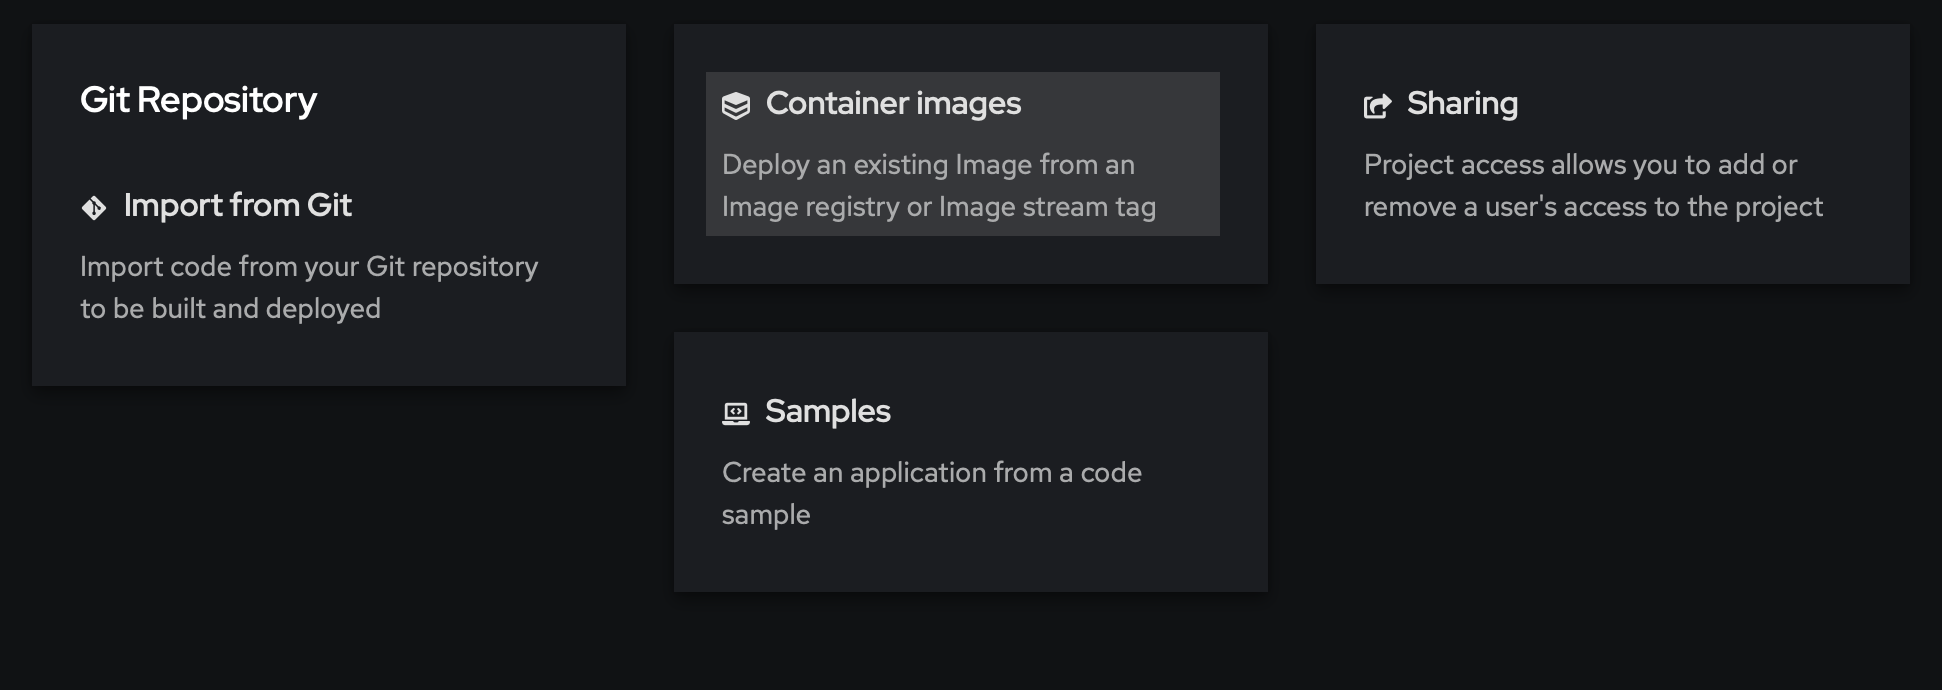 Git Repository
Import from Git
Import code from your Git repository
to be built and deployed
Container images
Deploy an existing Image from an
Image registry or Image stream tag
Samples
Create an application from a code
sample
Sharing
Project access allows you to add or
remove a user's access to the project